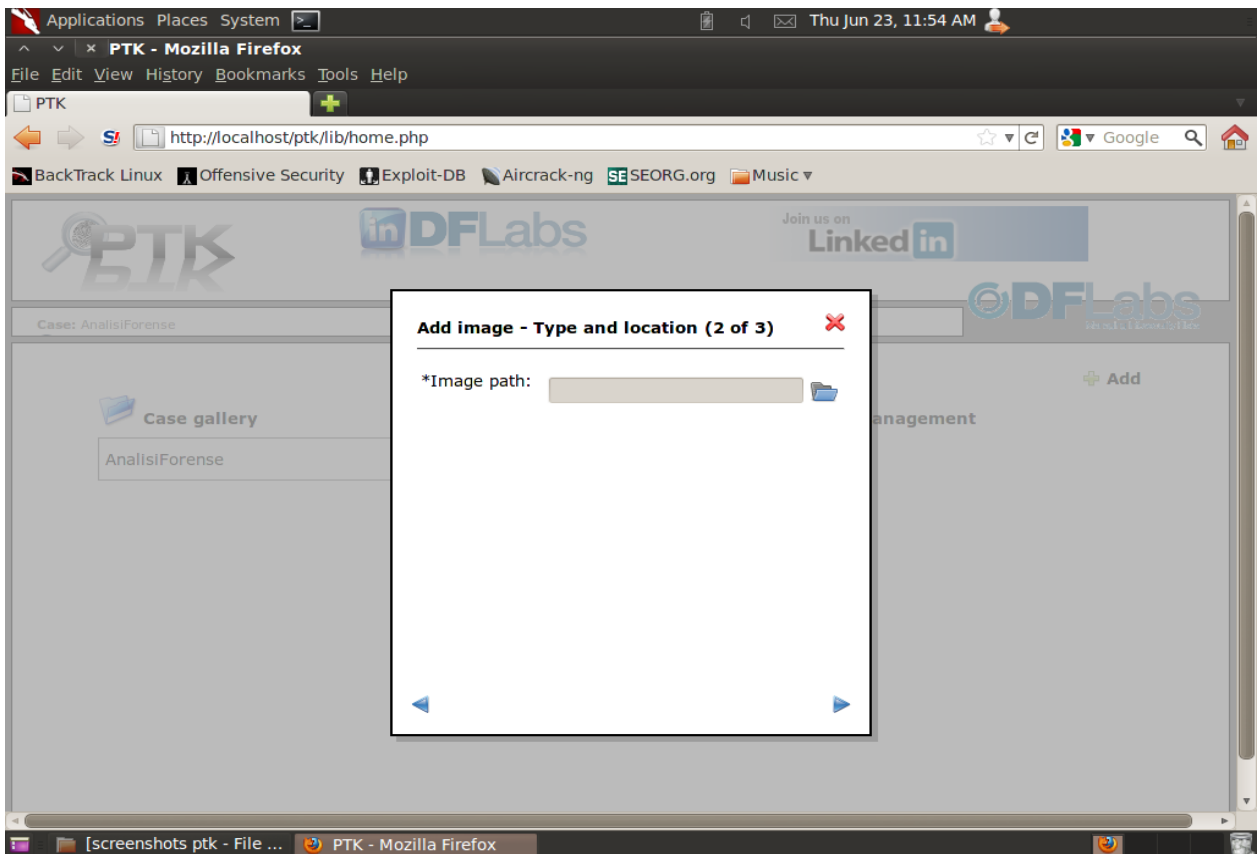 Applications Places System
Thu Jun 23, 11:54 AM
PTK - Mozilla Firefox
File Edit View History Bookmarks Tools Help
PTK
http://localhost/ptk/lib/home.php
Google
BackTrack Linux Offensive Security Exploit-DB Aircrack-ng SE SEORG.org Music
PTK
in DFLabs
Join us on
Linked in
DFLabs
Case: AnalisiForense
Add image - Type and location (2 of 3)
*Image path:
Add
Case gallery
anagement
AnalisiForense
[screenshots ptk - File ...
PTK - Mozilla Firefox